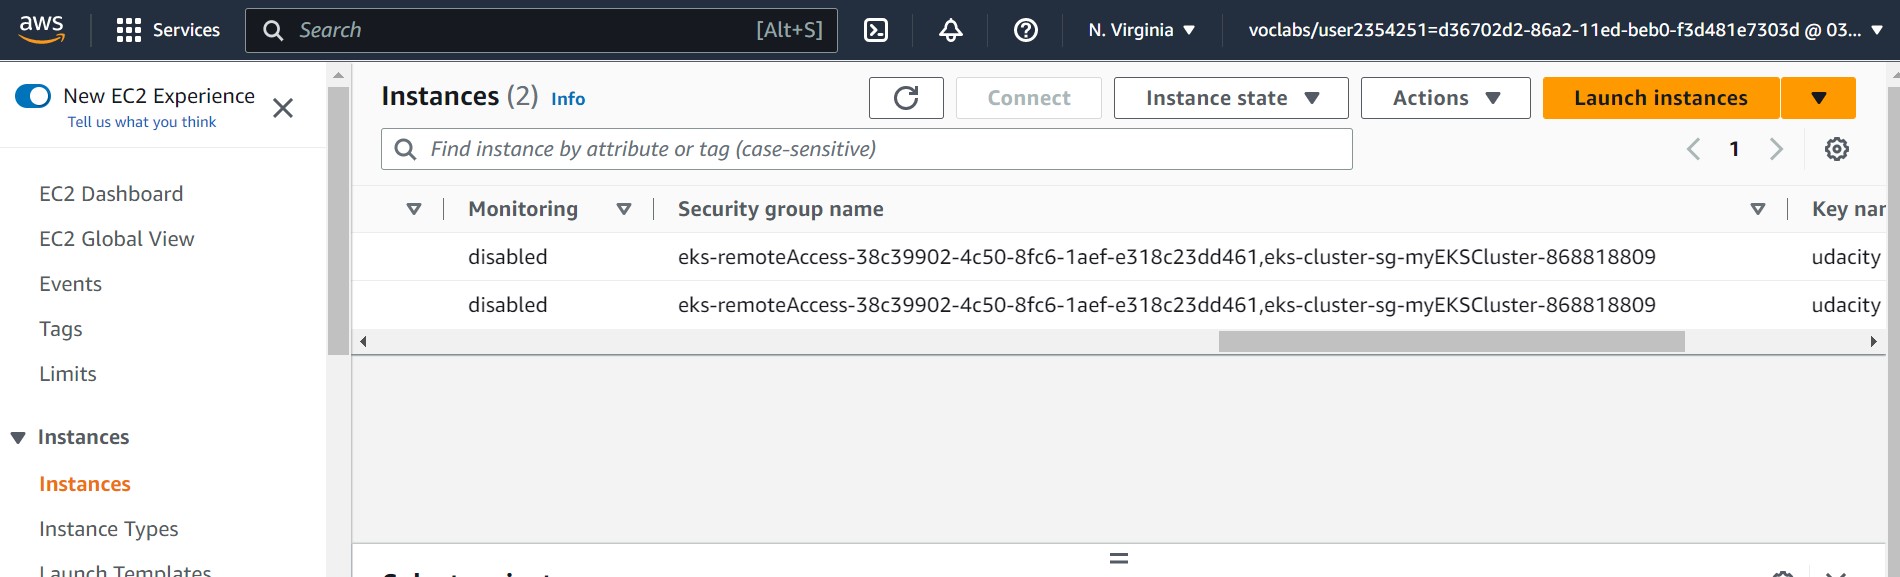 aws
Services
Search
[Alt+S]
N. Virginia
voclabs/user2354251=d36702d2-86a2-11ed-beb0-f3d481e7303d @ 03...
New EC2 Experience
Tell us what you think
EC2 Dashboard
EC2 Global View
Events
Tags
Limits
Instances
Instances
Instance Types
Launch Templates
Instances (2) Info
Connect
Instance state
Actions
Launch instances
Find instance by attribute or tag (case-sensitive)
1
Monitoring
Security group name
Key nar
disabled
eks-remoteAccess-38c39902-4c50-8fc6-1aef-e318c23dd461,eks-cluster-sg-myEKSCluster-868818809
udacity
disabled
eks-remoteAccess-38c39902-4c50-8fc6-1aef-e318c23dd461,eks-cluster-sg-myEKSCluster-868818809
udacity